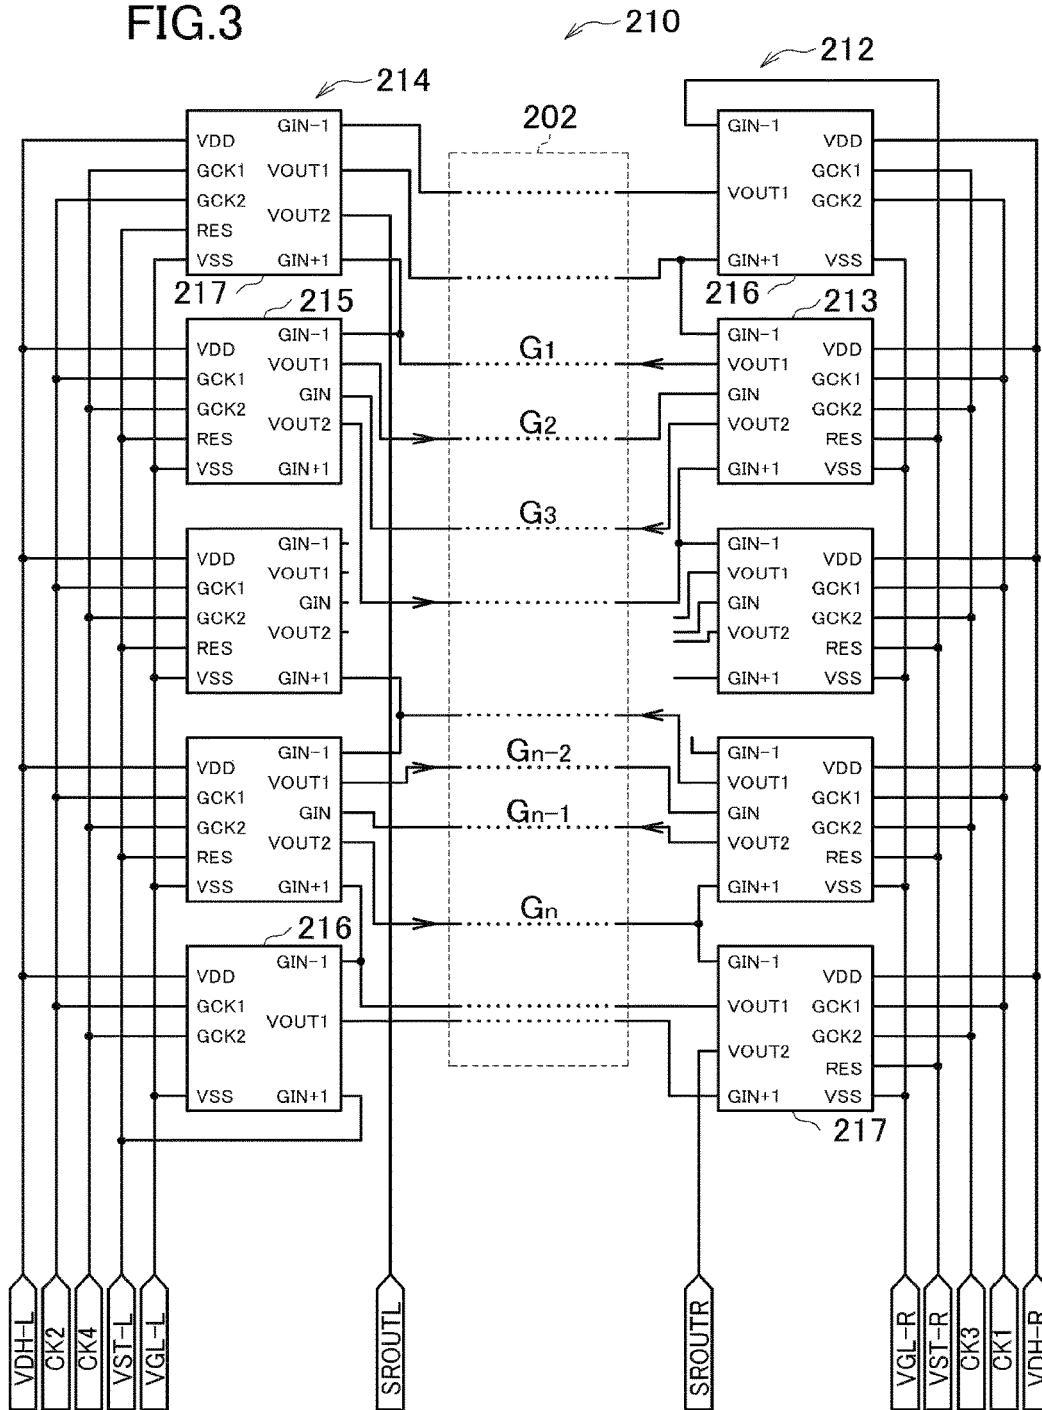 FIG.3
210
212
214
202
GIN-1
VDD
VOUT1
GCK1
GCK2
VOUT2
RES
VSS
GIN+1
217
GIN-1
VDD
GCK1
VOUT1
GCK2
GIN+1
VSS
216
215
GIN-1
VDD
VOUT1
GCK1
GIN
GCK2
VOUT2
RES
VSS
GIN+1
G1
G2
G3
213
GIN-1
VDD
VOUT1
GCK1
GIN
GCK2
VOUT2
RES
GIN+1
VSS
GIN-1
VDD
VOUT1
GCK1
GIN
GCK2
VOUT2
RES
VSS
GIN+1
GIN-1
VDD
VOUT1
GCK1
GIN
GCK2
VOUT2
RES
GIN+1
VSS
GIN-1
VDD
VOUT1
GCK1
GIN
GCK2
VOUT2
RES
VSS
GIN+1
Gn-2
Gn-1
Gn
GIN-1
VDD
VOUT1
GCK1
GIN
GCK2
VOUT2
RES
GIN+1
VSS
216
GIN-1
VDD
GCK1
VOUT1
GCK2
VSS
GIN+1
GIN-1
VDD
VOUT1
GCK1
GCK2
VOUT2
RES
GIN+1
VSS
217
VDH-L
CK2
CK4
VST-L
VGL-L
SROUTL
SROUTR
VGL-R
VST-R
CK3
CK1
VDH-R